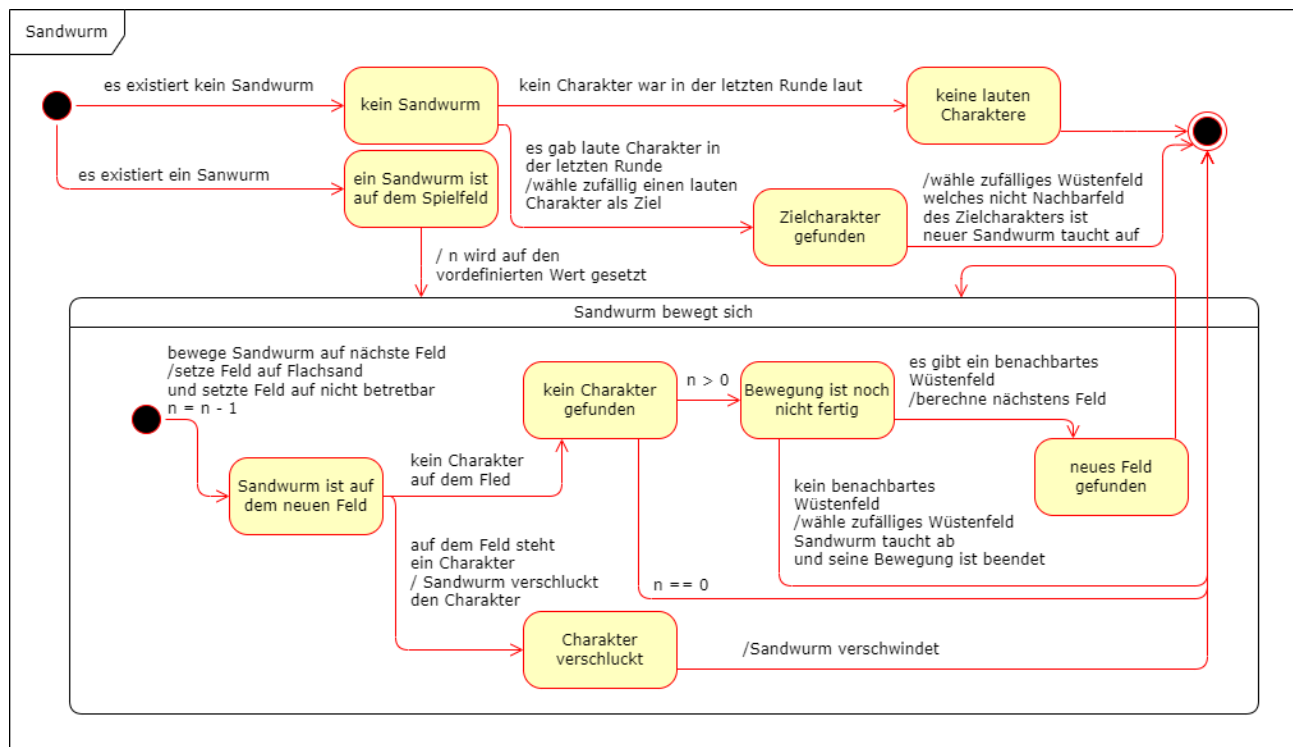 Sandwurm
es existiert kein Sandwurm
kein Sandwurm
kein Charakter war in der letzten Runde laut
keine lauten
Charaktere
es existiert ein Sanwurm
ein Sandwurm ist
auf dem Spielfeld
es gab laute Charakter in
der letzten Runde
/wähle zufällig einen lauten
Charakter als Ziel
Zielcharakter
gefunden
/wähle zufälliges Wüstenfeld
welches nicht Nachbarfeld
des Zielcharakters ist
neuer Sandwurm taucht auf
/ n wird auf den
vordefinierten Wert gesetzt
Sandwurm bewegt sich
bewege Sandwurm auf nächste Feld
/setze Feld auf Flachsand
und setzte Feld auf nicht betretbar
n = n - 1
Sandwurm ist auf
dem neuen Feld
kein Charakter
auf dem Fled
kein Charakter
gefunden
n > 0
Bewegung ist noch
nicht fertig
es gibt ein benachbartes
Wüstenfeld
/berechne nächstens Feld
neues Feld
gefunden
kein benachbartes
Wüstenfeld
/wähle zufälliges Wüstenfeld
Sandwurm taucht ab
und seine Bewegung ist beendet
n == 0
auf dem Feld steht
ein Charakter
/ Sandwurm verschluckt
den Charakter
Charakter
verschluckt
/Sandwurm verschwindet